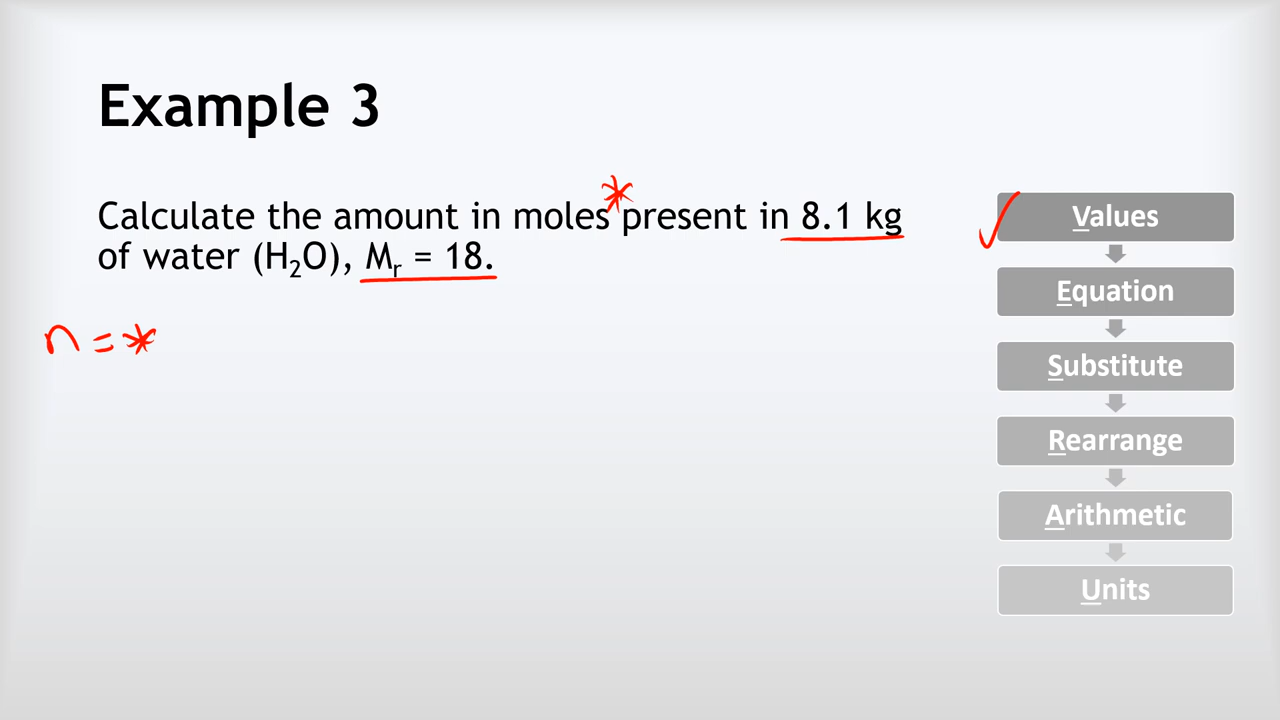 Example 3
Calculate the amount in moles* present in 8.1 kg
of water (H₂O), Mᵣ = 18.
n = *
Values
Equation
Substitute
Rearrange
Arithmetic
Units